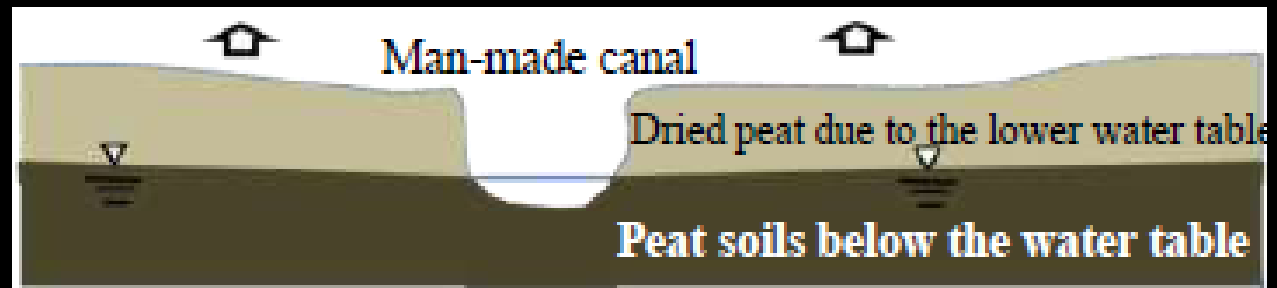 Man-made canal
Dried peat due to the lower water table
Peat soils below the water table